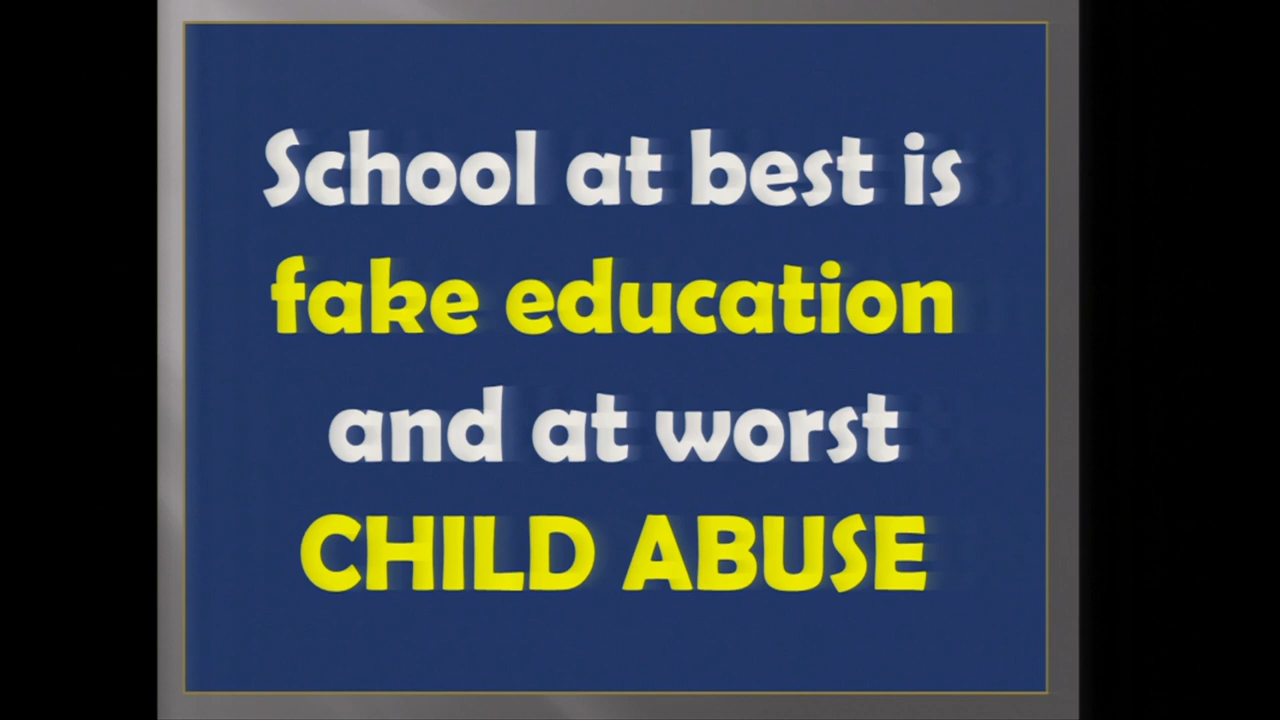 School at best is
fake education
and at worst
CHILD ABUSE